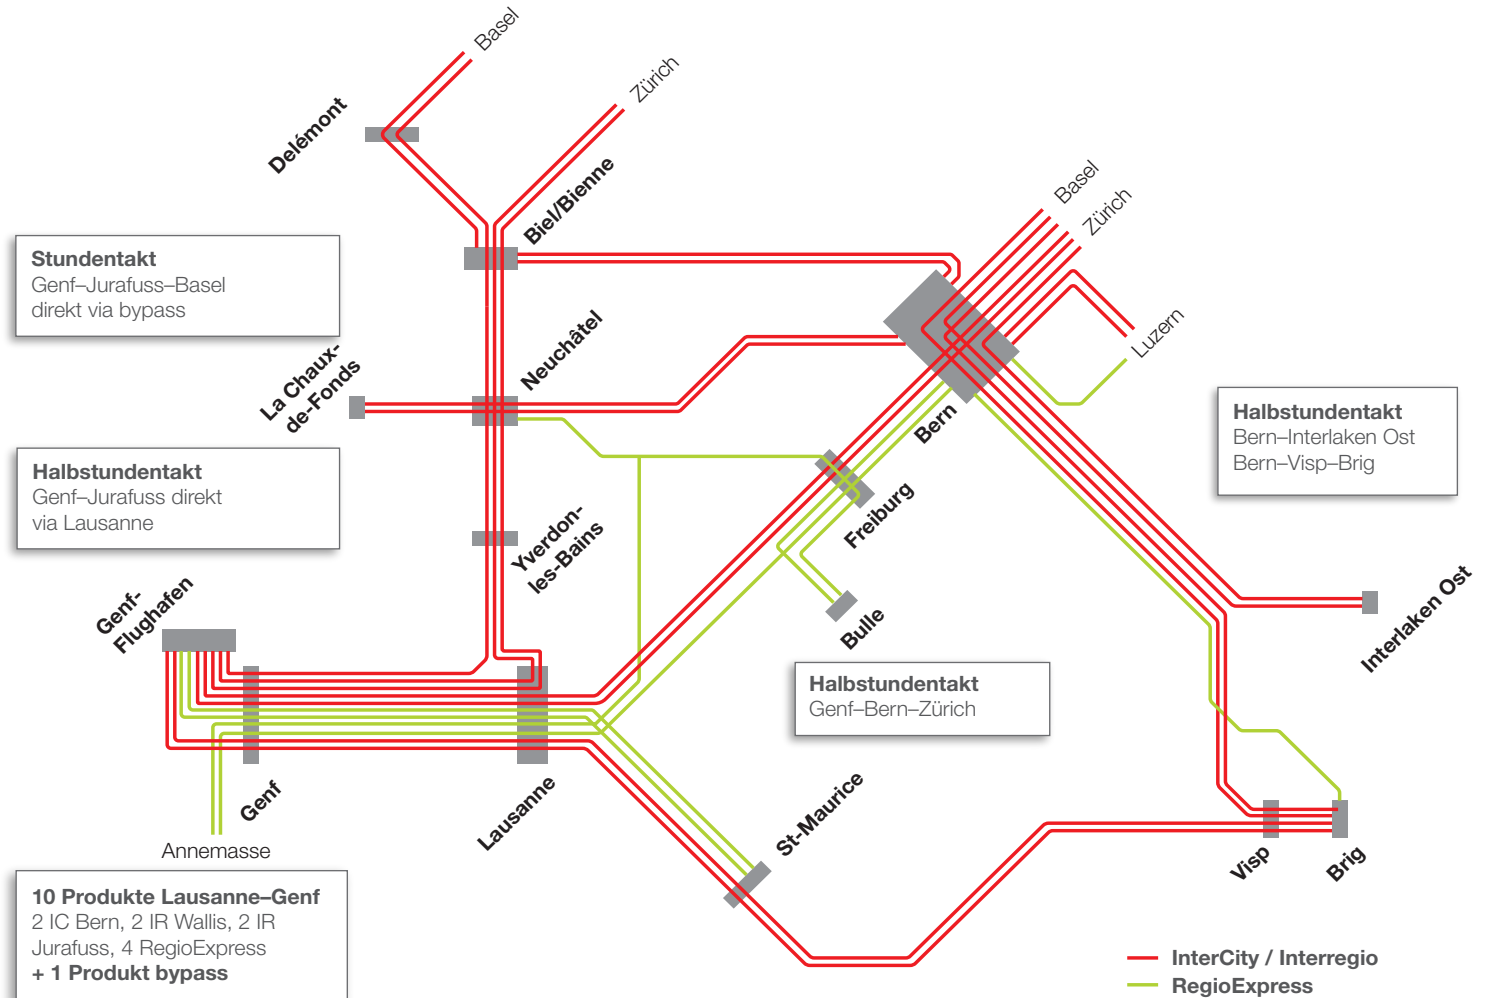 Basel
Zürich
Delémont
Biel/Bienne
Basel
Zürich
Stundentakt
Genf–Jurafuss–Basel
direkt via bypass
Luzern
Neuchâtel
La Chaux-
de-Fonds
Bern
Halbstundentakt
Bern–Interlaken Ost
Bern–Visp–Brig
Halbstundentakt
Genf–Jurafuss direkt
via Lausanne
Freiburg
Yverdon-
les-Bains
Genf-
Flughafen
Bulle
Interlaken Ost
Halbstundentakt
Genf–Bern–Zürich
Genf
Lausanne
St-Maurice
Visp
Brig
Annemasse
10 Produkte Lausanne–Genf
2 IC Bern, 2 IR Wallis, 2 IR
Jurafuss, 4 RegioExpress
+ 1 Produkt bypass
InterCity / Interregio
RegioExpress